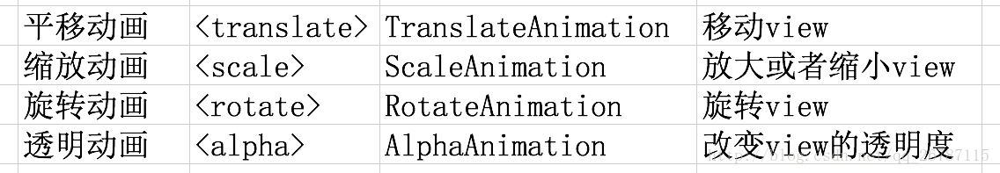 平移动画 <translate> TranslateAnimation 移动view
缩放动画 <scale> ScaleAnimation 放大或者缩小view
旋转动画 <rotate> RotateAnimation 旋转view
透明动画 <alpha> AlphaAnimation 改变view的透明度